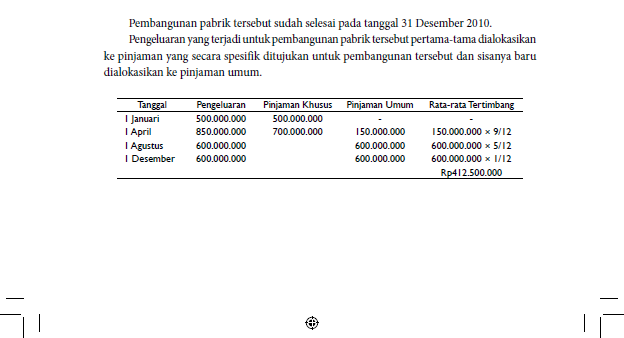 Pembangunan pabrik tersebut sudah selesai pada tanggal 31 Desember 2010.
Pengeluaran yang terjadi untuk pembangunan pabrik tersebut pertama-tama dialokasikan
ke pinjaman yang secara spesifik ditujukan untuk pembangunan tersebut dan sisanya baru
dialokasikan ke pinjaman umum.
Tanggal Pengeluaran Pinjaman Khusus Pinjaman Umum Rata-rata Tertimbang
1 Januari 500.000.000 500.000.000 - -
1 April 850.000.000 700.000.000 150.000.000 150.000.000 × 9/12
1 Agustus 600.000.000 600.000.000 600.000.000 × 5/12
1 Desember 600.000.000 600.000.000 600.000.000 × 1/12
Rp412.500.000